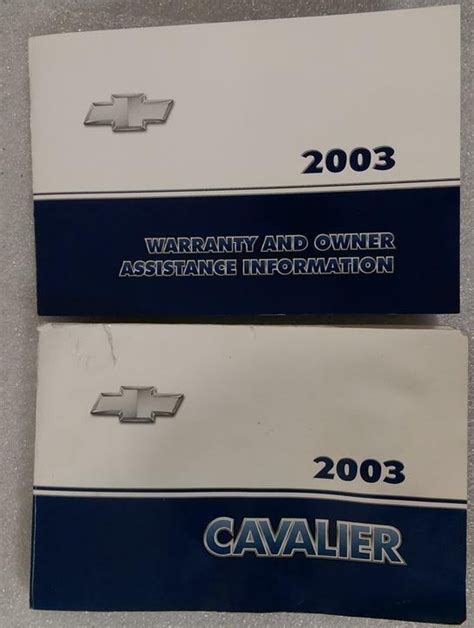 2003
WARRANTY AND OWNER
ASSISTANCE INFORMATION
2003
CAVALIER